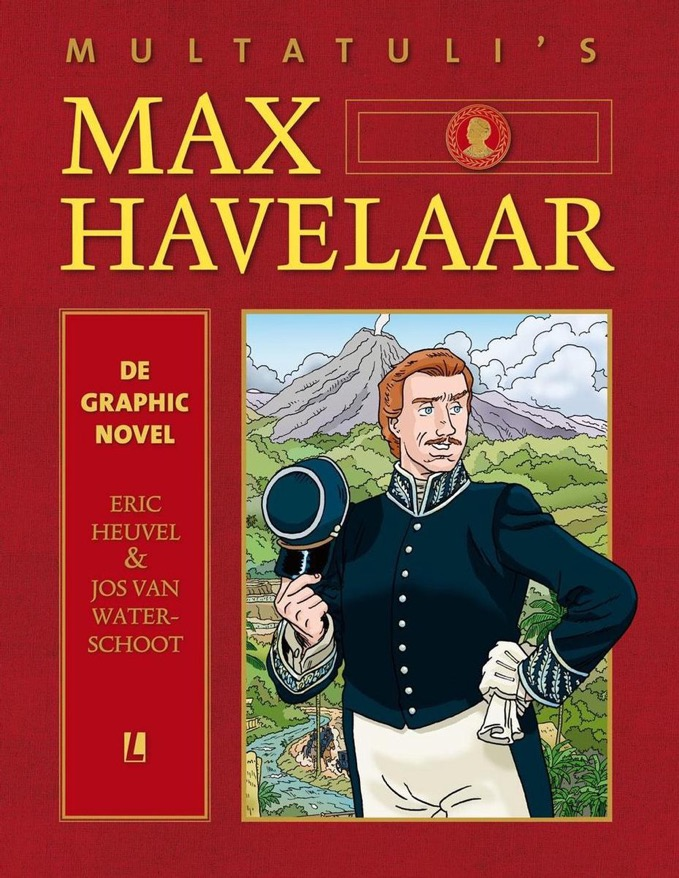 MULTATULI'S
MAX
HAVELAAR
DE
GRAPHIC
NOVEL
ERIC
HEUVEL
&
JOS VAN
WATER-
SCHOOT
L